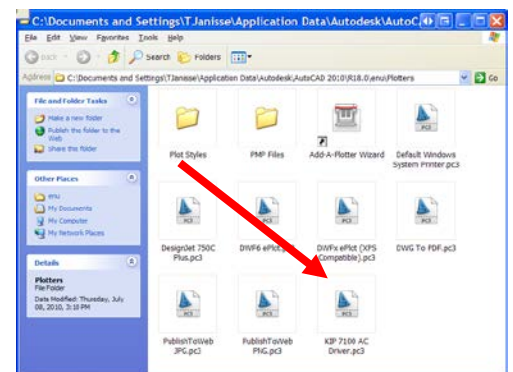 C:\Documents and Settings\TJanisse\Application Data\Autodesk\AutoC
File Edit View Favorites Tools Help
Back Search Folders
Address C:\Documents and Settings\TJanisse\Application Data\Autodesk\AutoCAD 2010\R18.0\enu\Plotters Go
File and Folder Tasks
Make a new folder
Publish this folder to the
Web
Share this folder
Other Places
enu
My Documents
My Computer
My Network Places
Details
Plotters
File Folder
Date Modified: Thursday, July
08, 2010, 3:18 PM
Plot Styles PMP Files Add-A-Plotter Wizard Default Windows
System Printer.pc3
DesignJet 750C
Plus.pc3
DWF6 ePlot.pc3
DWFx ePlot (XPS
Compatible).pc3
DWG To PDF.pc3
PublishToWeb
JPG.pc3
PublishToWeb
PNG.pc3
KIP 7100 AC
Driver.pc3